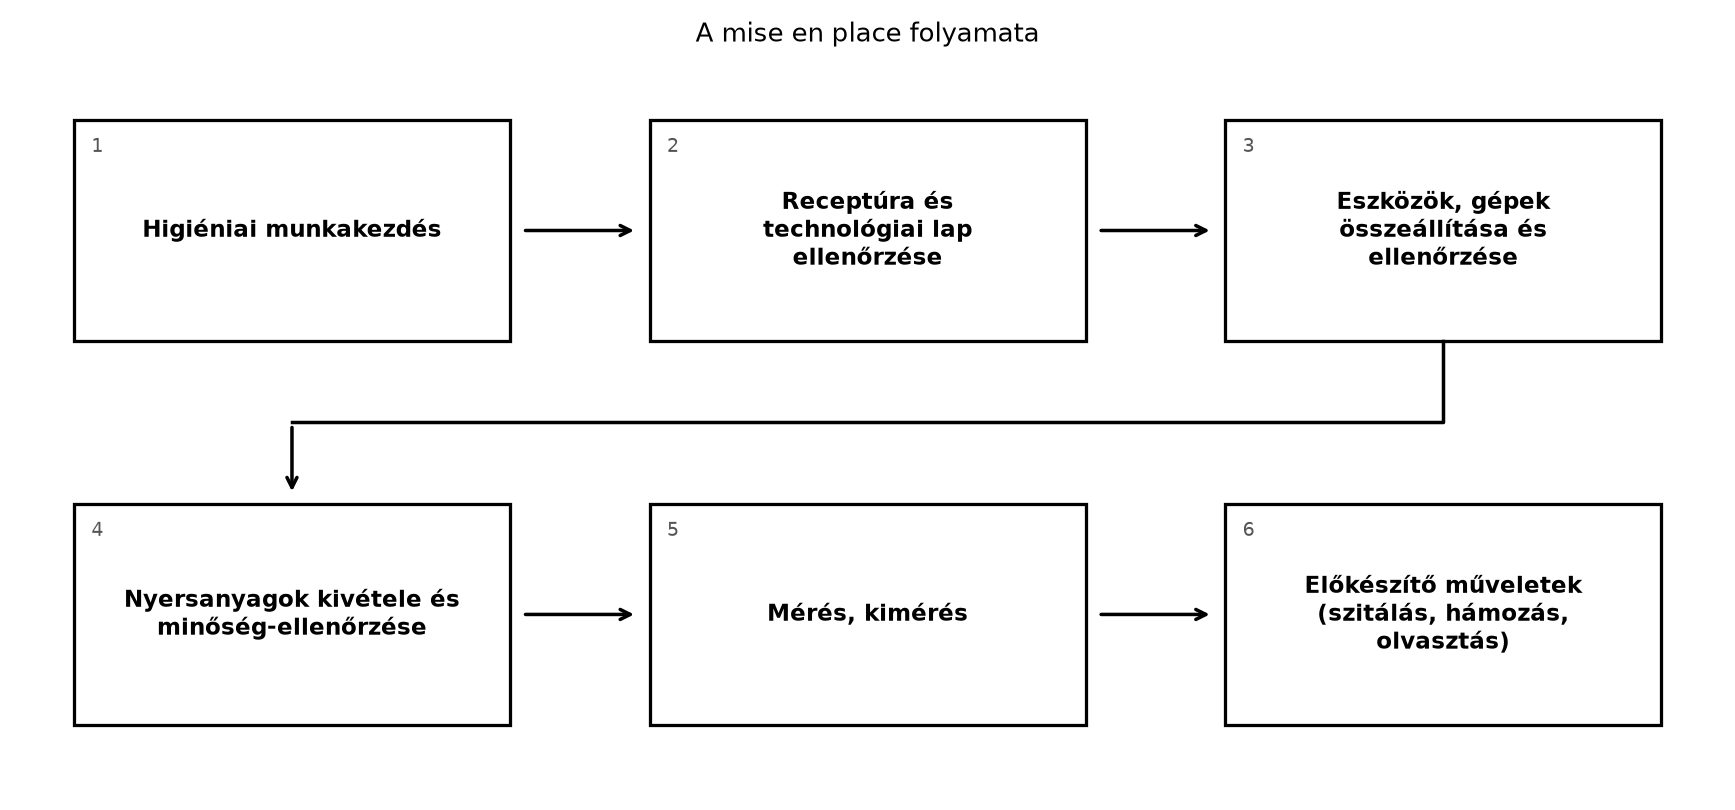 A mise en place folyamata
1
Higiéniai munkakezdés
2
Receptúra és
technológiai lap
ellenőrzése
3
Eszközök, gépek
összeállítása és
ellenőrzése
4
Nyersanyagok kivétele és
minőség-ellenőrzése
5
Mérés, kimérés
6
Előkészítő műveletek
(szitálás, hámozás,
olvasztás)